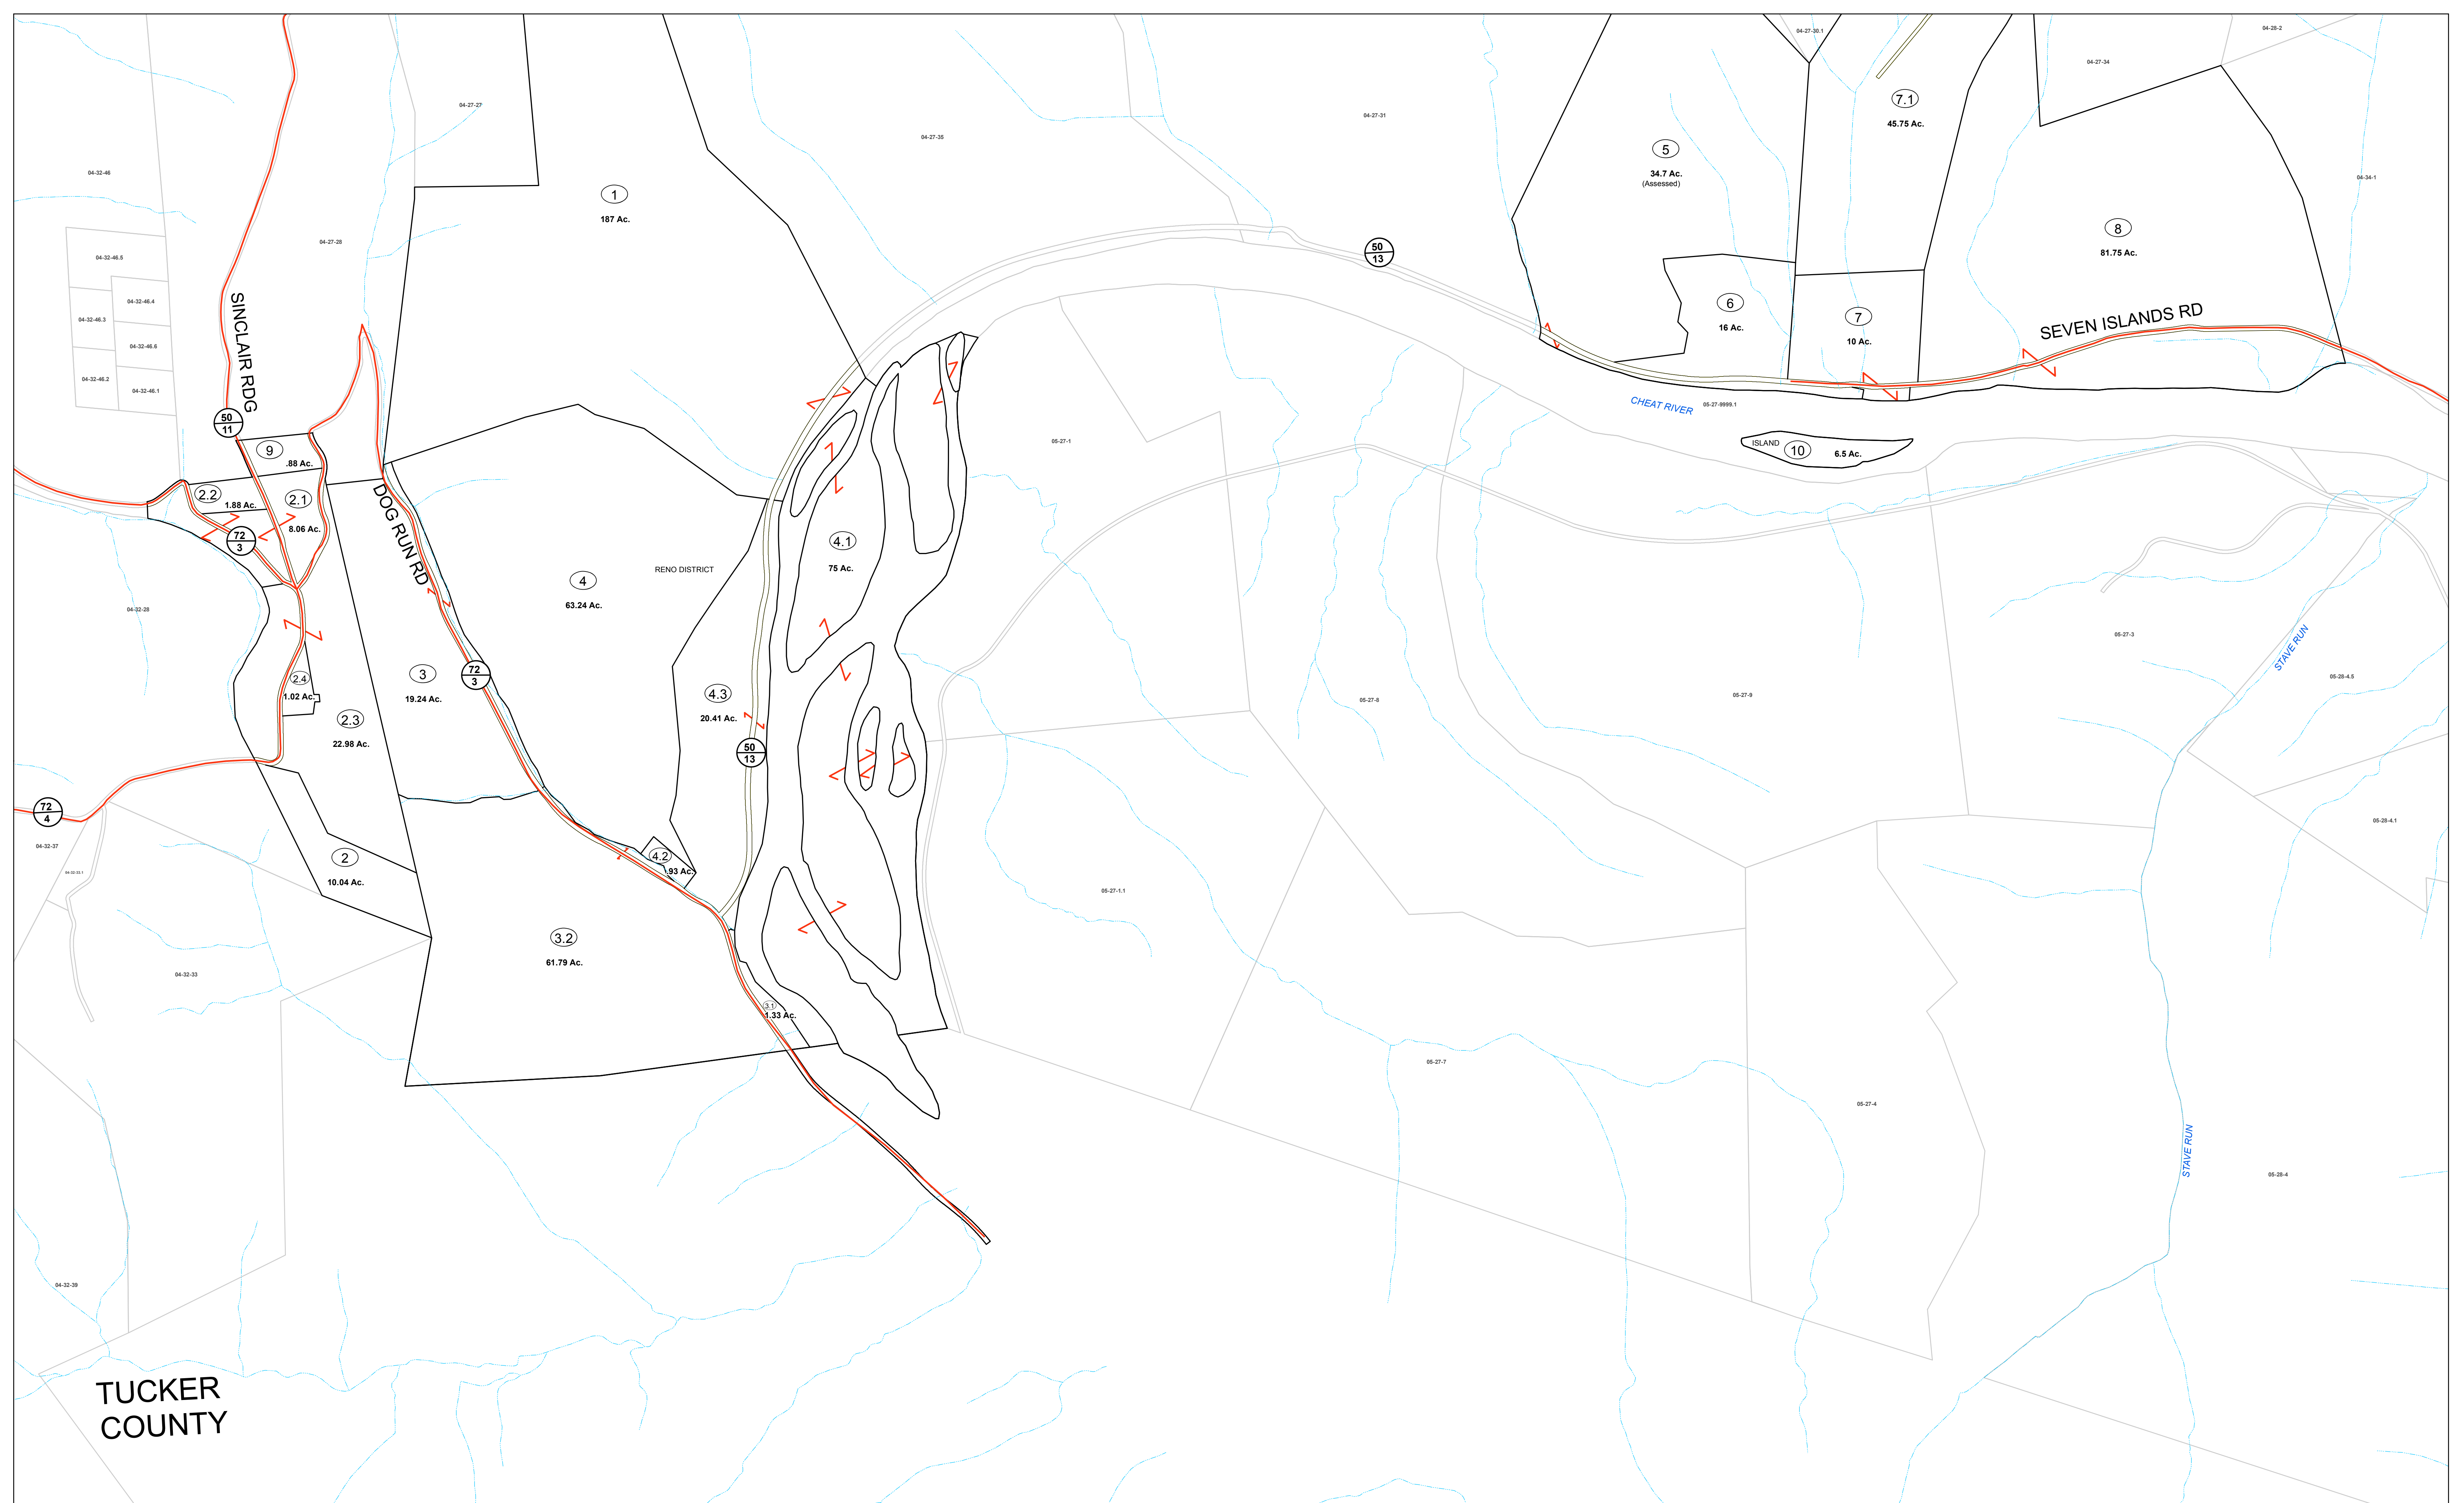 04-27-30.1
04-28-2
04-27-34
7.1
45.75 Ac.
04-27-27
04-27-31
04-27-35
5
34.7 Ac.
(Assessed)
04-32-46
04-34-1
1
187 Ac.
8
81.75 Ac.
04-27-28
50
13
04-32-46.5
04-32-46.4
04-32-46.3
04-32-46.6
04-32-46.2
04-32-46.1
SINCLAIR RDG
6
16 Ac.
7
10 Ac.
SEVEN ISLANDS RD
CHEAT RIVER
05-27-9999.1
50
11
9
.88 Ac.
05-27-1
ISLAND
10
6.5 Ac.
2.2
1.88 Ac.
2.1
8.06 Ac.
72
3
DOG RUN RD
4.1
75 Ac.
RENO DISTRICT
4
63.24 Ac.
04-32-28
05-27-3
STAVE RUN
3
19.24 Ac.
72
3
2.4
1.02 Ac.
4.3
20.41 Ac.
05-27-8
05-27-9
05-28-4.5
2.3
22.98 Ac.
50
13
72
4
05-28-4.1
04-32-37
04-32-33.1
2
10.04 Ac.
4.2
.93 Ac.
05-27-1.1
3.2
61.79 Ac.
04-32-33
3.1
1.33 Ac.
05-27-7
05-27-4
STAVE RUN
05-28-4
04-32-39
TUCKER
COUNTY